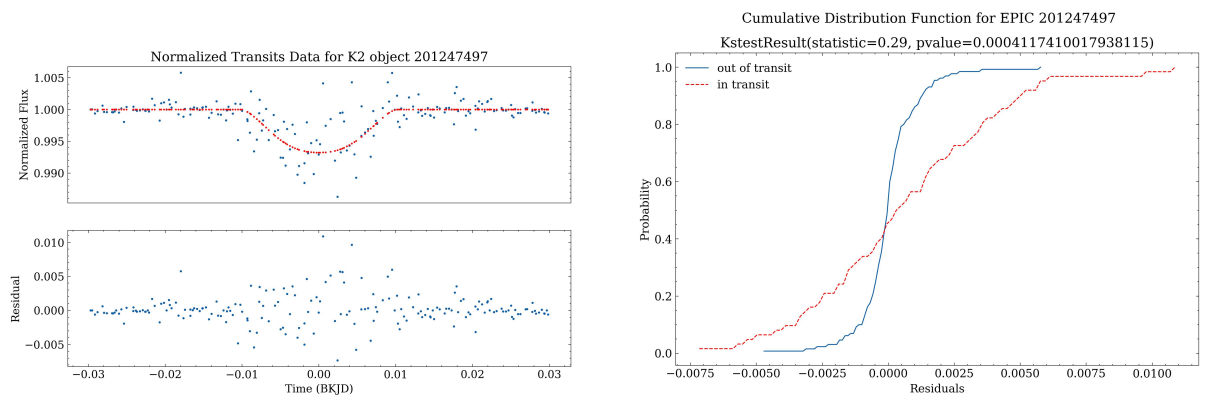 Normalized Transits Data for K2 object 201247497
1.005
1.000
0.995
0.990
Normalized Flux
0.010
0.005
0.000
−0.005
Residual
−0.03
−0.02
−0.01
0.00
0.01
0.02
0.03
Time (BKJD)
Cumulative Distribution Function for EPIC 201247497
KstestResult(statistic=0.29, pvalue=0.0004117410017938115)
out of transit
in transit
1.0
0.8
0.6
0.4
0.2
0.0
Probability
−0.0075
−0.0050
−0.0025
0.0000
0.0025
0.0050
0.0075
0.0100
Residuals